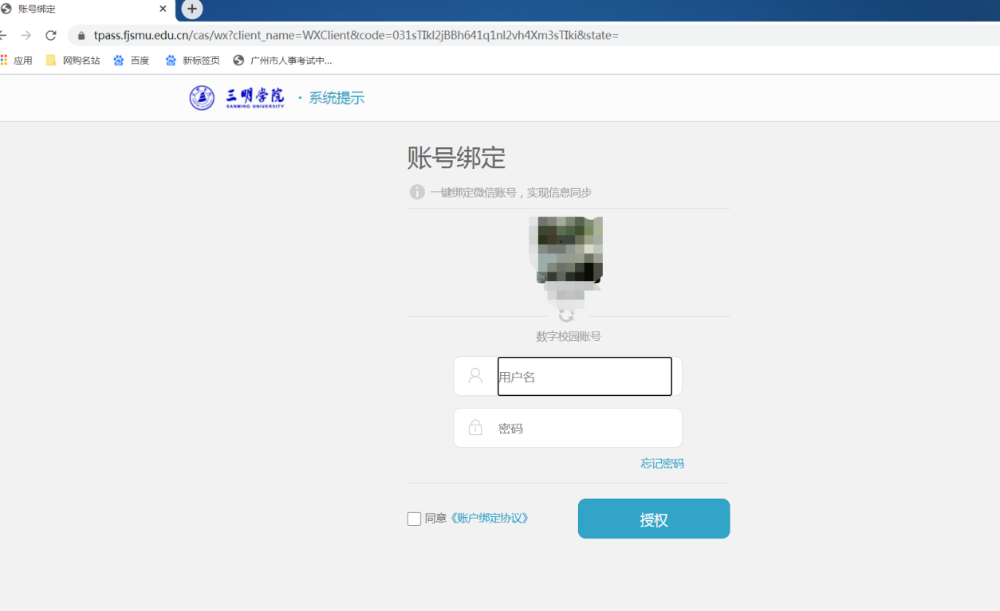 账号绑定
tpass.fjsmu.edu.cn/cas/wx?client_name=WXClient&code=031sTIkl2jBBh641q1nl2vh4Xm3sTIki&state=
应用 网购名站 百度 新标签页 广州市人事考试中...
三明学院 · 系统提示
SANMING UNIVERSITY
账号绑定
一键绑定微信账号，实现信息同步
数字校园账号
用户名
密码
忘记密码
同意《账户绑定协议》 授权